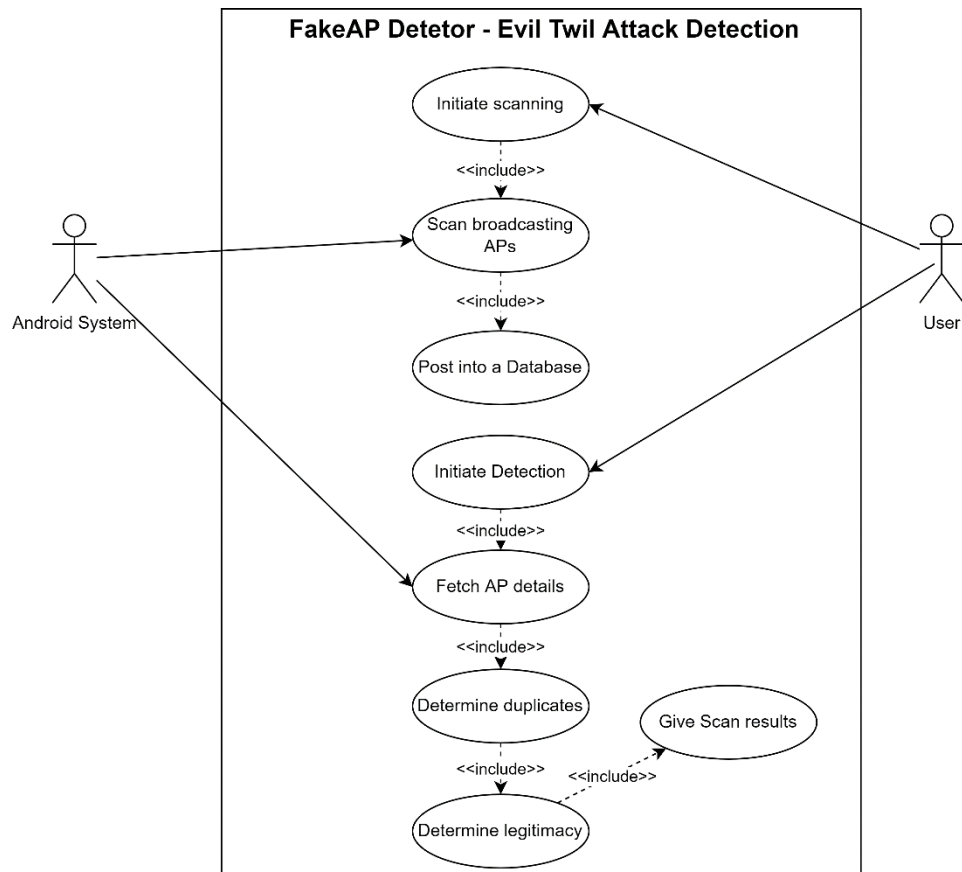 FakeAP Detetor - Evil Twil Attack Detection
Initiate scanning
<<include>>
Scan broadcasting
APs
Android System
User
<<include>>
Post into a Database
Initiate Detection
<<include>>
Fetch AP details
<<include>>
Determine duplicates
Give Scan results
<<include>>
<<include>>
Determine legitimacy